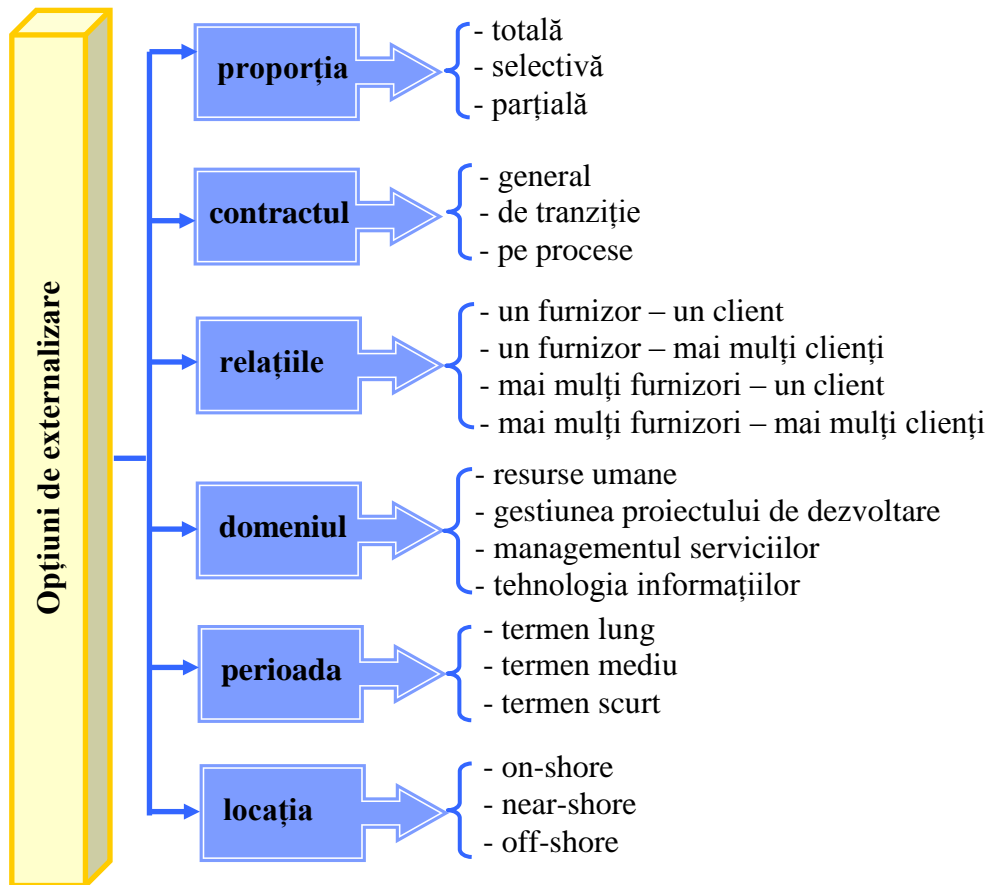 Opțiuni de externalizare
proporția
- totală
- selectivă
- parțială
contractul
- general
- de tranziție
- pe procese
relațiile
- un furnizor – un client
- un furnizor – mai mulți clienți
- mai mulți furnizori – un client
- mai mulți furnizori – mai mulți clienți
domeniul
- resurse umane
- gestiunea proiectului de dezvoltare
- managementul serviciilor
- tehnologia informațiilor
perioada
- termen lung
- termen mediu
- termen scurt
locația
- on-shore
- near-shore
- off-shore